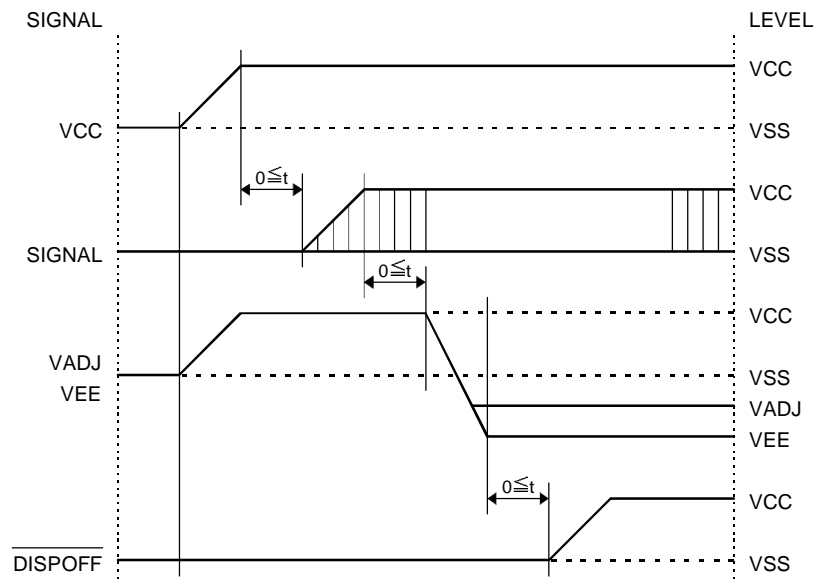 SIGNAL LEVEL
VCC
VCC VSS
0≦t VCC
SIGNAL VSS
0≦t
VCC
VADJ VSS
VEE
VADJ
VEE
0≦t VCC
DISPOFF VSS